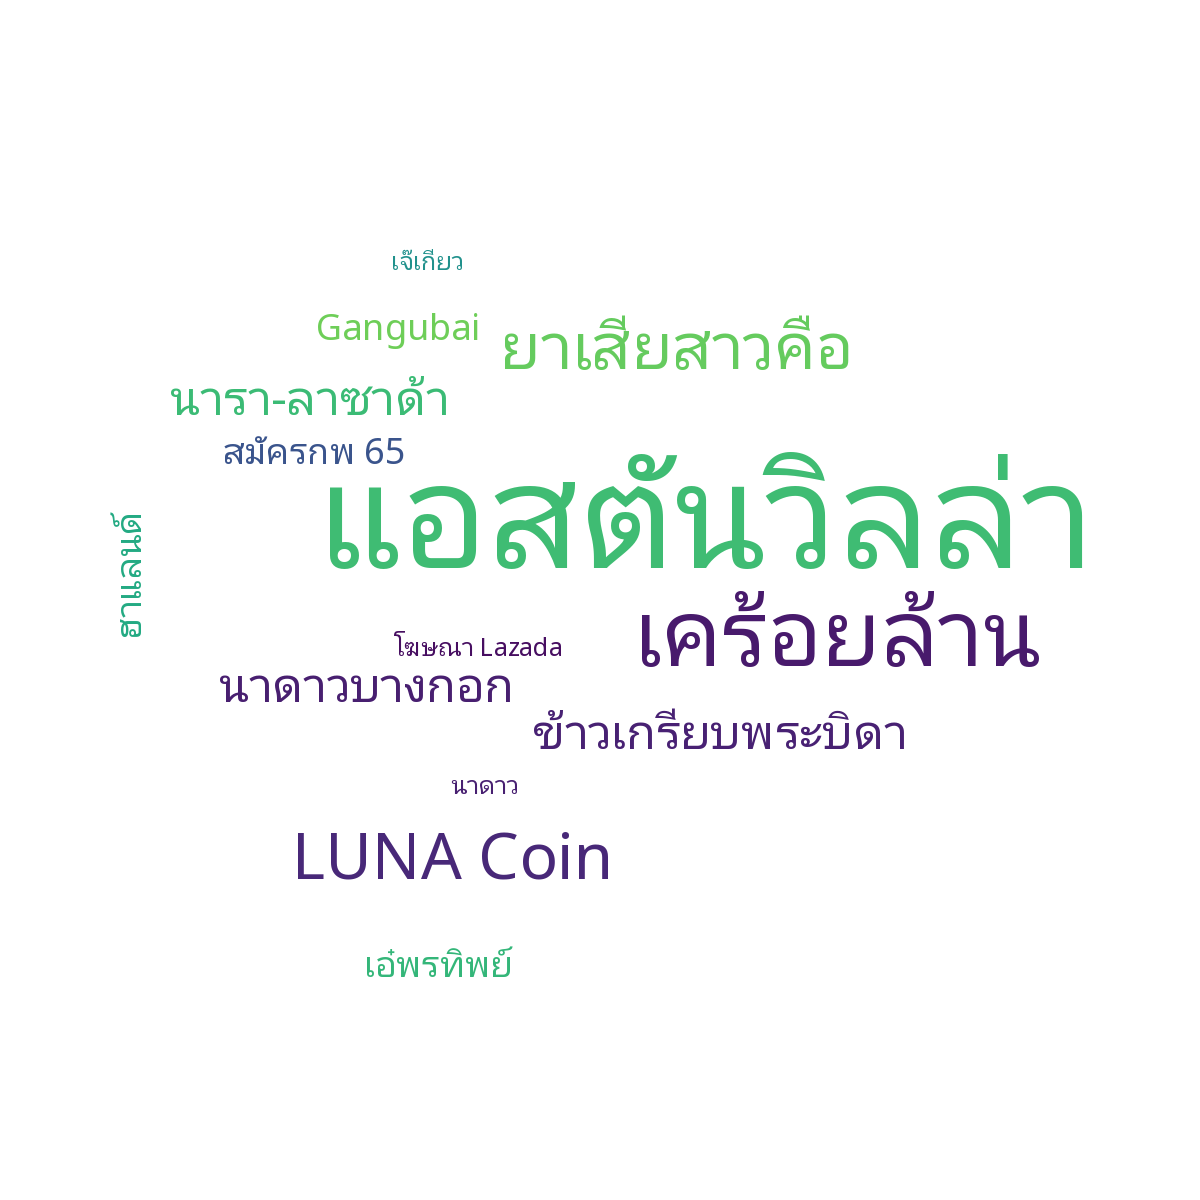 เจ๊เกียว
Gangubai
ยาเสียสาวคือ
นารา-ลาซาด้า
สมัครกพ 65
แอสตันวิลล่า
ฮาแลนด์
เคร้อยล้าน
โฆษณา Lazada
นาดาวบางกอก
ข้าวเกรียบพระบิดา
นาดาว
LUNA Coin
เอ๋พรทิพย์